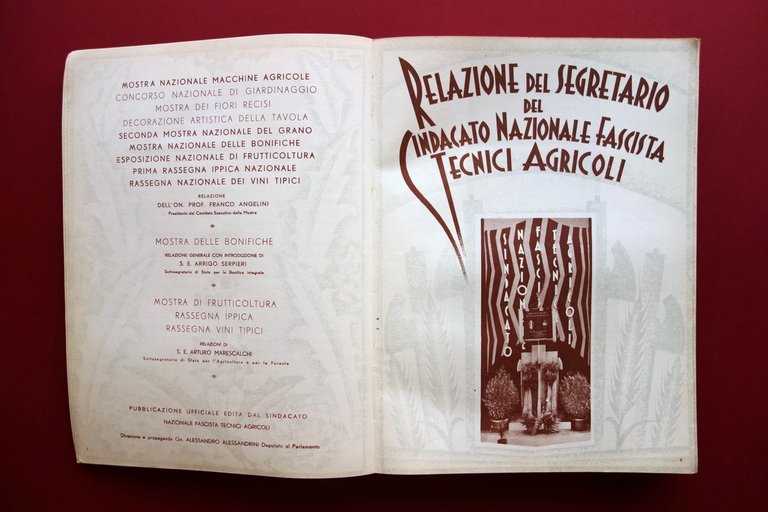 MOSTRA NAZIONALE MACCHINE AGRICOLE
CONCORSO NAZIONALE DI GIARDINAGGIO
MOSTRA DEI FIORI RECISI
DECORAZIONE ARTISTICA DELLA TAVOLA
SECONDA MOSTRA NAZIONALE DEL GRANO
MOSTRA NAZIONALE DELLE BONIFICHE
ESPOSIZIONE NAZIONALE DI FRUTTICOLTURA
PRIMA RASSEGNA IPPICA NAZIONALE
RASSEGNA NAZIONALE DEI VINI TIPICI
RELAZIONE
DELL'ON. PROF. FRANCO ANGELINI
Presidente del Comitato Esecutivo delle Mostre
MOSTRA DELLE BONIFICHE
RELAZIONE GENERALE CON INTRODUZIONE DI
S. E. ARRIGO SERPIERI
Sottosegretario di Stato per la Bonifica integrale
MOSTRA DI FRUTTICOLTURA
RASSEGNA IPPICA
RASSEGNA VINI TIPICI
RELAZIONI DI
S. E. ARTURO MARESCALCHI
Sottosegretario di Stato per l'Agricoltura e per le Foreste
PUBBLICAZIONE UFFICIALE EDITA DAL SINDACATO
NAZIONALE FASCISTA TECNICI AGRICOLI
Direzione e propaganda On. ALESSANDRO ALESSANDRINI Deputato al Parlamento
RELAZIONE DEL SEGRETARIO
DEL
SINDACATO NAZIONALE FASCISTA
TECNICI AGRICOLI
SINDACATO
NAZIONALE
FASCI
TECNI
AGRICOLI